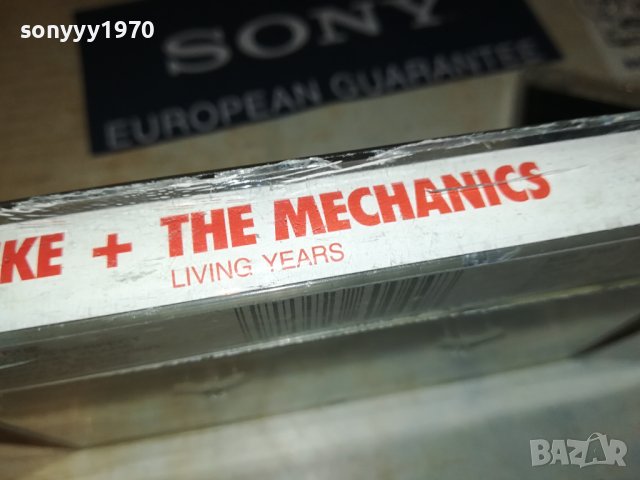 sonyyy1970
SONY
EUROPEAN GUARANTEE
KE + THE MECHANICS
LIVING YEARS
BAZAR